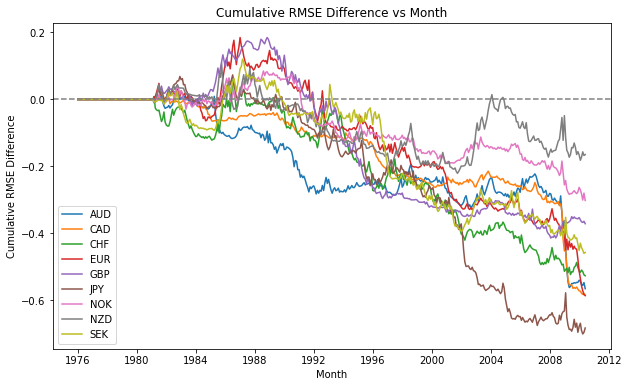 Cumulative RMSE Difference vs Month
Cumulative RMSE Difference
0.2
0.0
−0.2
−0.4
−0.6
AUD
CAD
CHF
EUR
GBP
JPY
NOK
NZD
SEK
1976 1980 1984 1988 1992 1996 2000 2004 2008 2012
Month